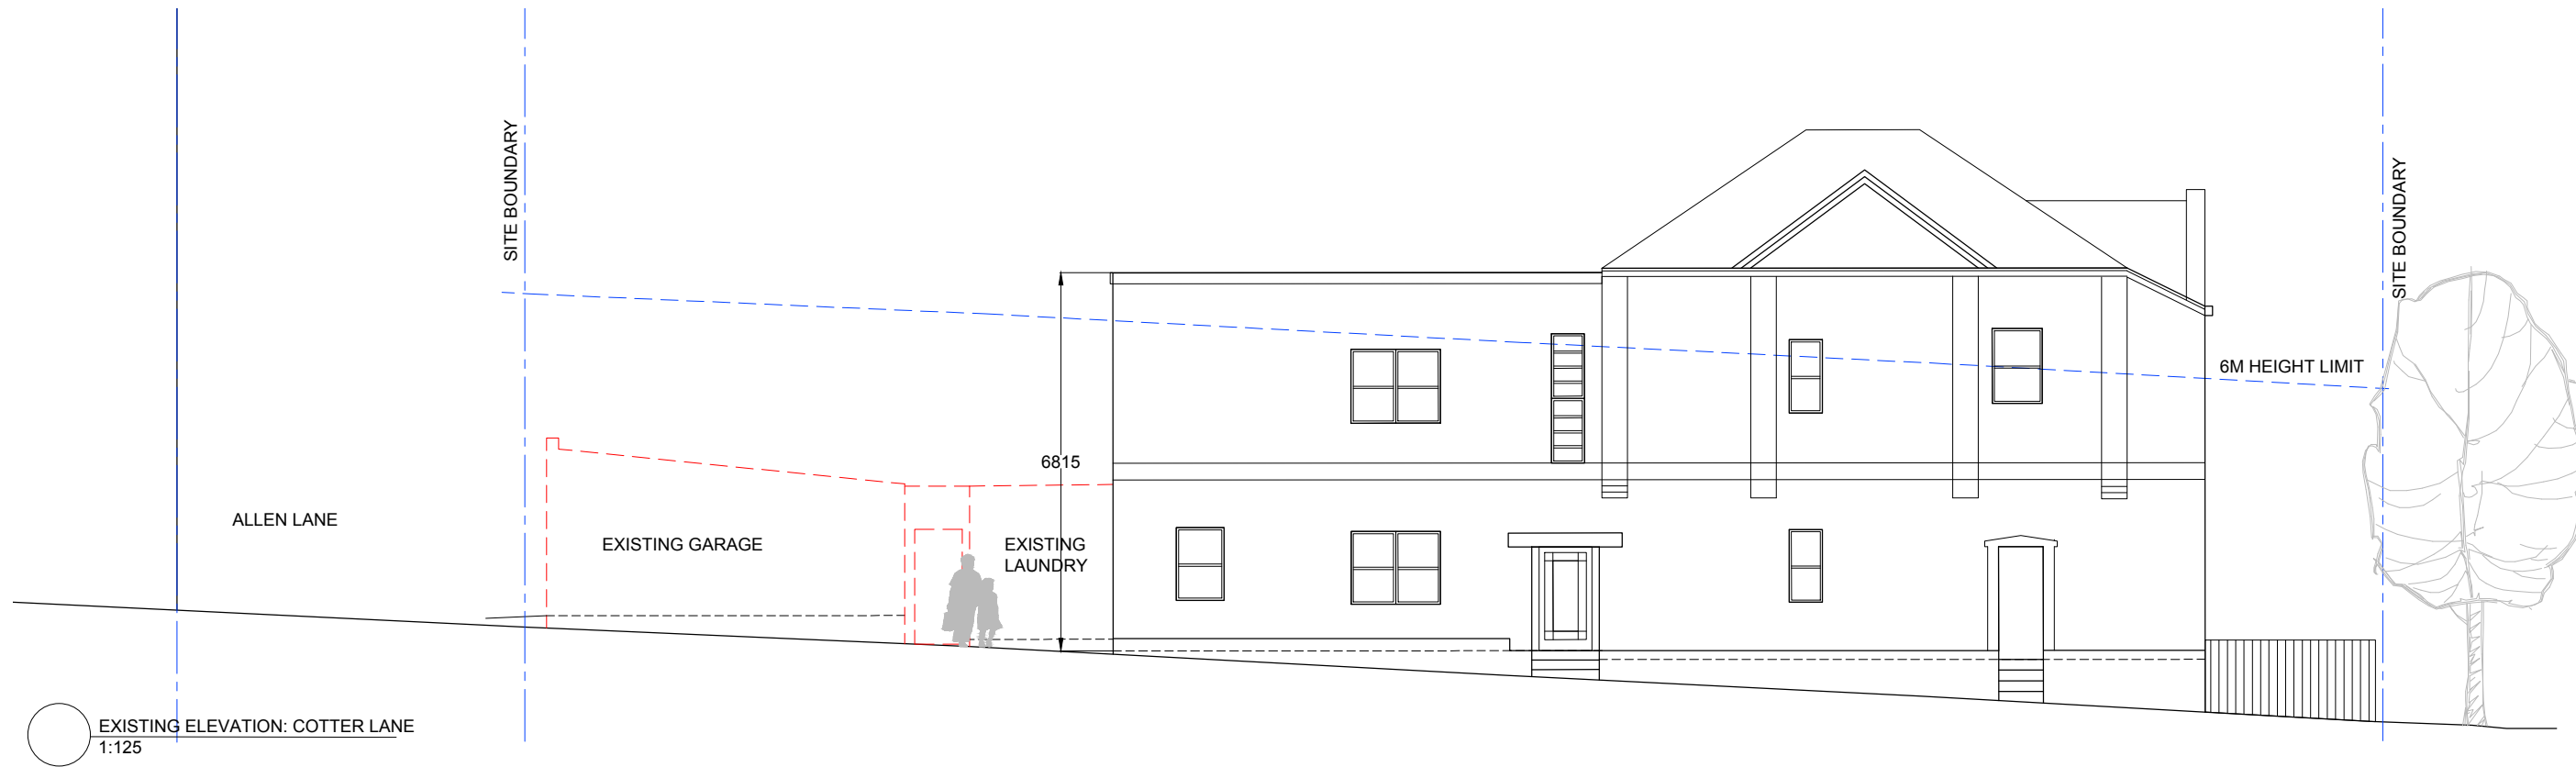 SITE BOUNDARY
SITE BOUNDARY
6M HEIGHT LIMIT
6815
ALLEN LANE
EXISTING GARAGE
EXISTING
LAUNDRY
EXISTING ELEVATION: COTTER LANE
1:125